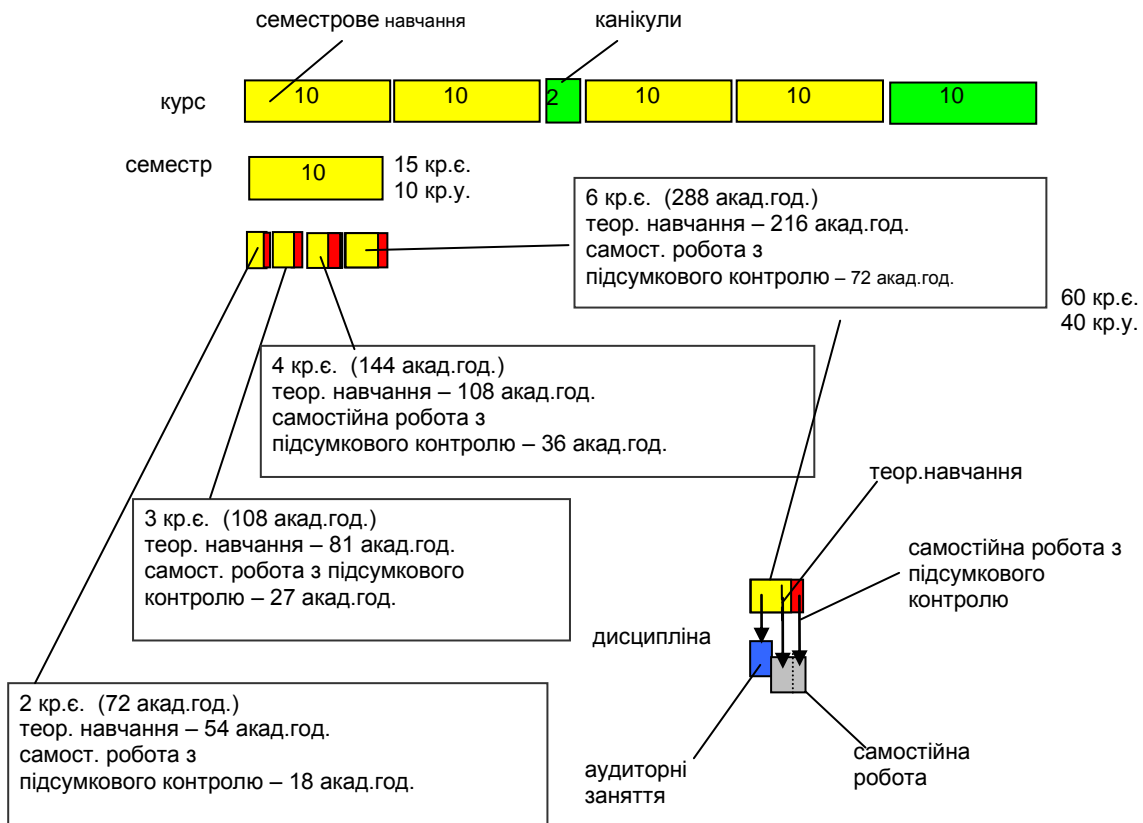 семестрове навчання
канікули
курс
10
10
2
10
10
10
семестр
10
15 кр.є.
10 кр.у.
6 кр.є. (288 акад.год.)
теор. навчання – 216 акад.год.
самост. робота з
підсумкового контролю – 72 акад.год.
60 кр.є.
40 кр.у.
4 кр.є. (144 акад.год.)
теор. навчання – 108 акад.год.
самостійна робота з
підсумкового контролю – 36 акад.год.
3 кр.є. (108 акад.год.)
теор. навчання – 81 акад.год.
самост. робота з підсумкового
контролю – 27 акад.год.
2 кр.є. (72 акад.год.)
теор. навчання – 54 акад.год.
самост. робота з
підсумкового контролю – 18 акад.год.
теор.навчання
самостійна робота з
підсумкового
контролю
дисципліна
аудиторні
заняття
самостійна
робота